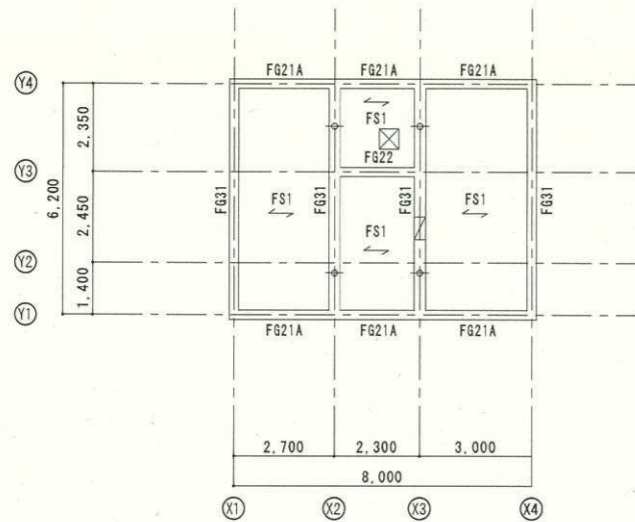 FG21A FG21A FG21A
Y4
FS1
2,350
FG22
Y3
6,200
FG31 FG31 FG31 FG31
FS1 FS1
2,450
FS1
Y2
1,400
Y1
FG21A FG21A FG21A
2,700 2,300 3,000
8,000
X1 X2 X3 X4